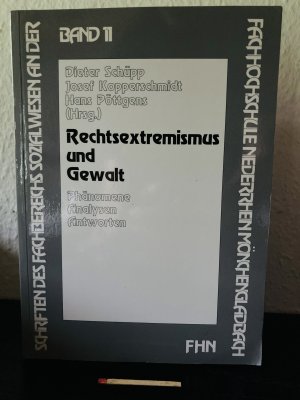 BAND 11
SCHRIFTEN DES FACHBEREICHS SOZIALWESEN AN DER
FACHHOCHSCHULE NIEDERRHEIN MÖNCHENGLADBACH
Dieter Schüpp
Josef Kopperschmidt
Hans Pöttgens
(Hrsg.)
Rechtsextremismus
und
Gewalt
Phänomene
Analysen
Antworten
FHN